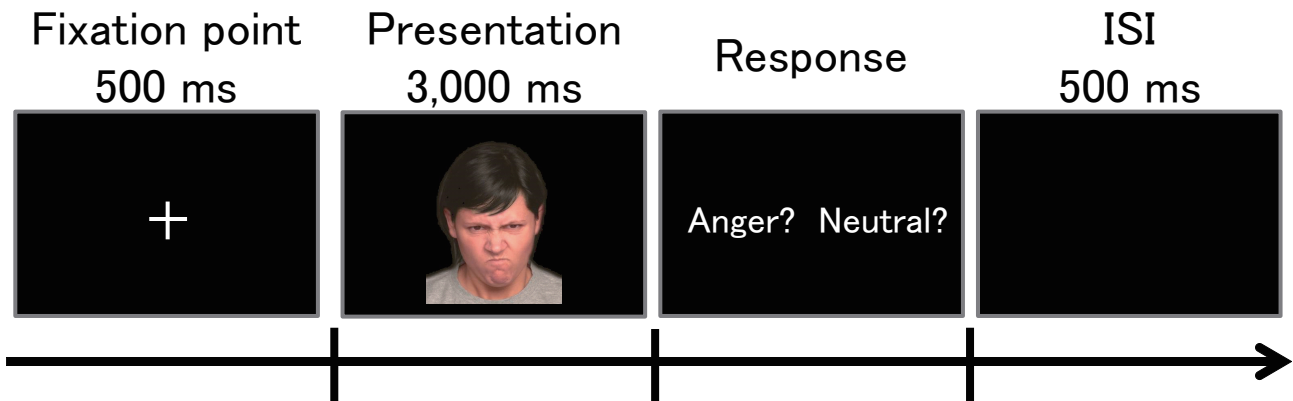 Fixation point
500 ms
Presentation
3,000 ms
Response
ISI
500 ms
Anger? Neutral?